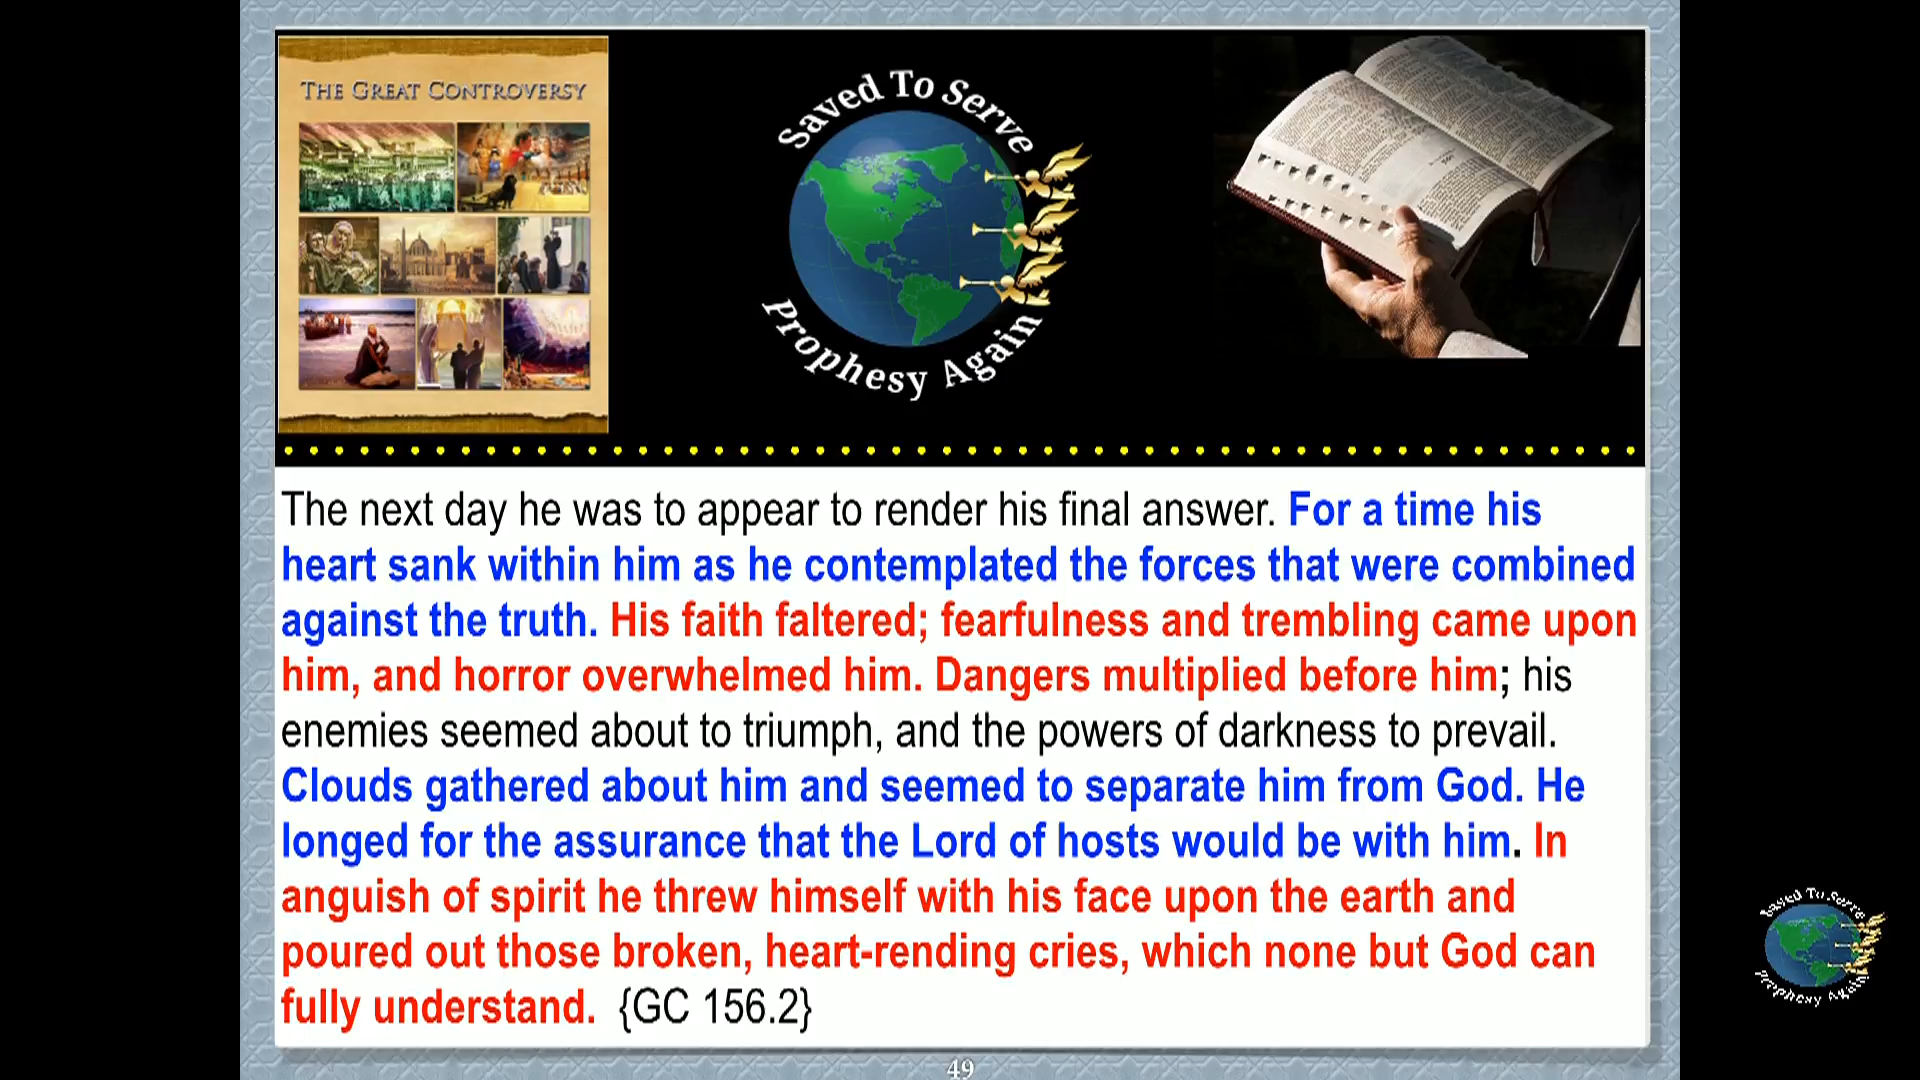 THE GREAT CONTROVERSY
Saved To Serve
Prophesy Again
The next day he was to appear to render his final answer. For a time his
heart sank within him as he contemplated the forces that were combined
against the truth. His faith faltered; fearfulness and trembling came upon
him, and horror overwhelmed him. Dangers multiplied before him; his
enemies seemed about to triumph, and the powers of darkness to prevail.
Clouds gathered about him and seemed to separate him from God. He
longed for the assurance that the Lord of hosts would be with him. In
anguish of spirit he threw himself with his face upon the earth and
poured out those broken, heart-rending cries, which none but God can
fully understand. {GC 156.2}
Saved To Serve
Prophesy Again
49